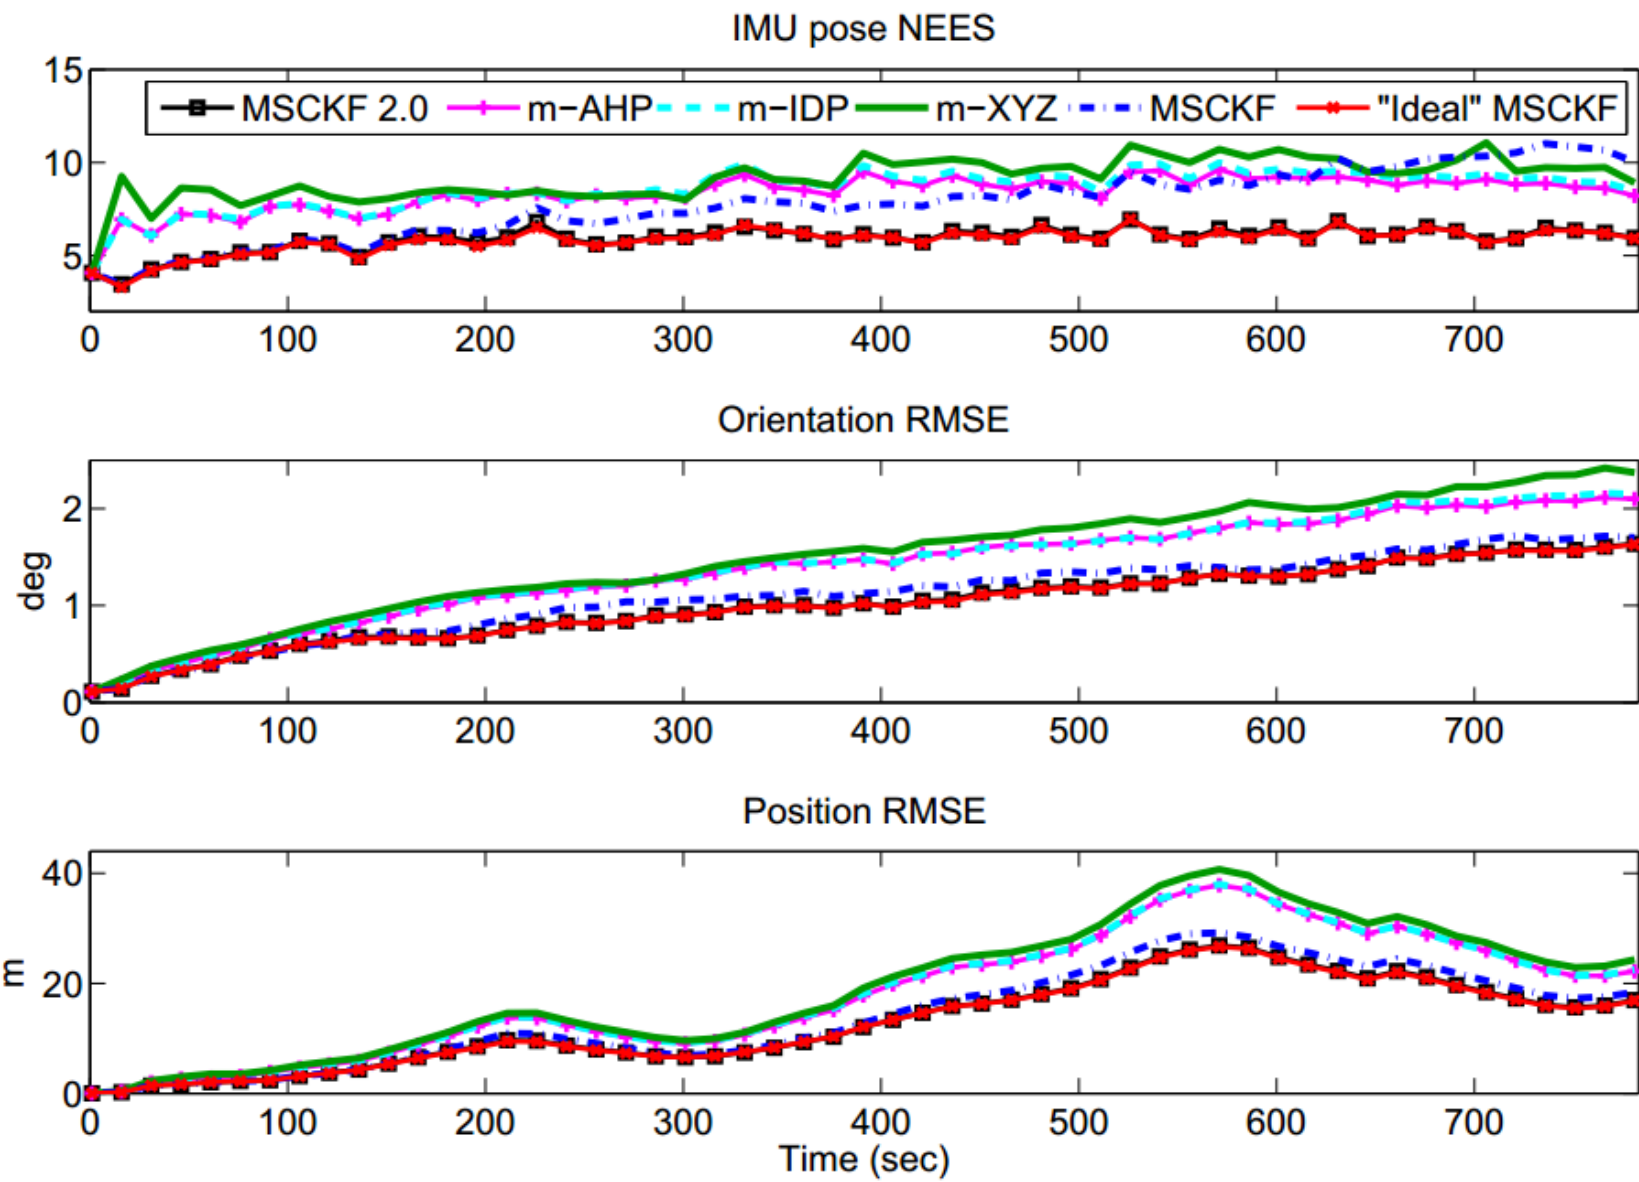 IMU pose NEES
15
10
5
MSCKF 2.0 m-AHP m-IDP m-XYZ MSCKF "Ideal" MSCKF
0 100 200 300 400 500 600 700
Orientation RMSE
deg
2
1
0
0 100 200 300 400 500 600 700
Position RMSE
m
40
20
0
0 100 200 300 400 500 600 700
Time (sec)